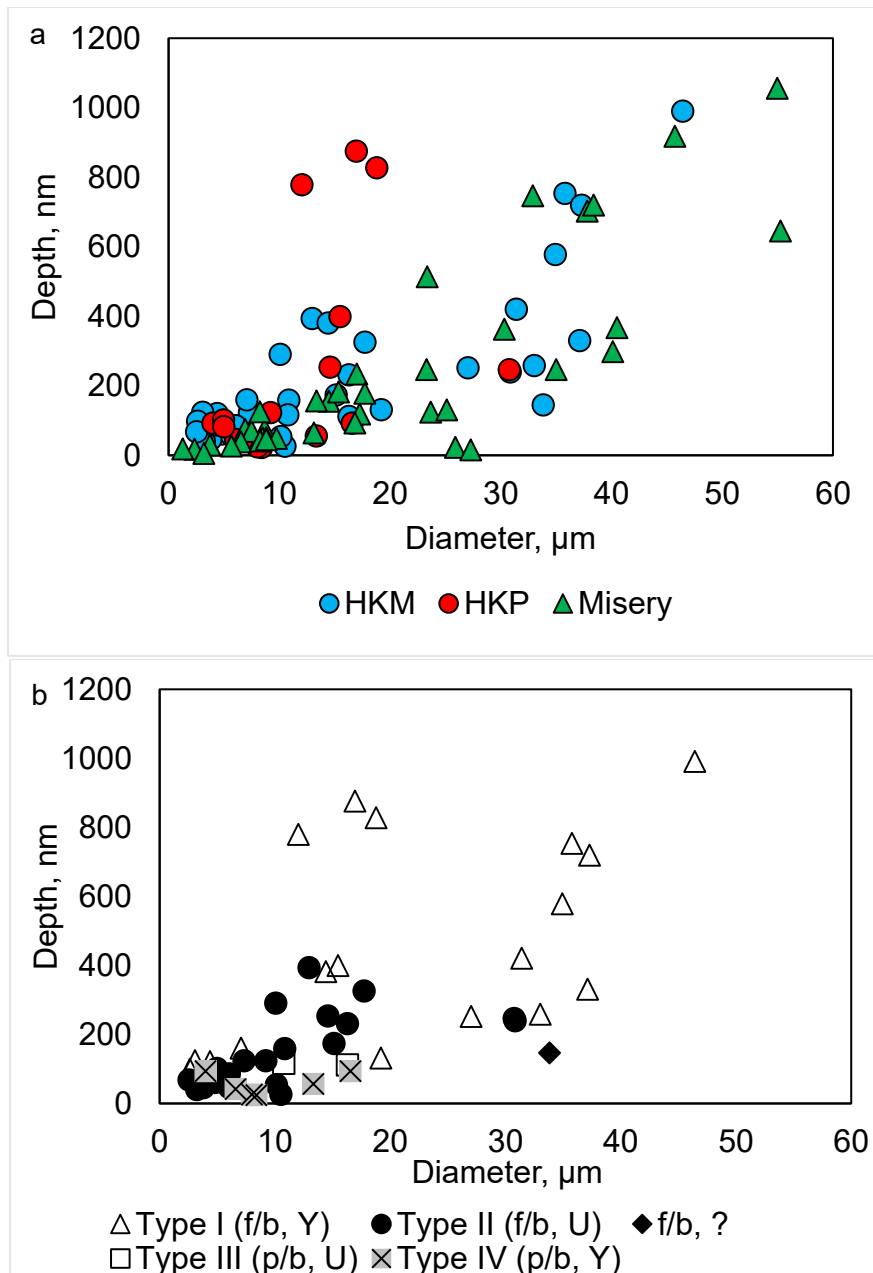 a
1200
1000
800
600
400
200
0
Depth, nm
0 10 20 30 40 50 60
Diameter, µm
HKM HKP Misery
b
1200
1000
800
600
400
200
0
Depth, nm
0 10 20 30 40 50 60
Diameter, µm
Type I (f/b, Y) Type II (f/b, U) f/b, ?
Type III (p/b, U) Type IV (p/b, Y)